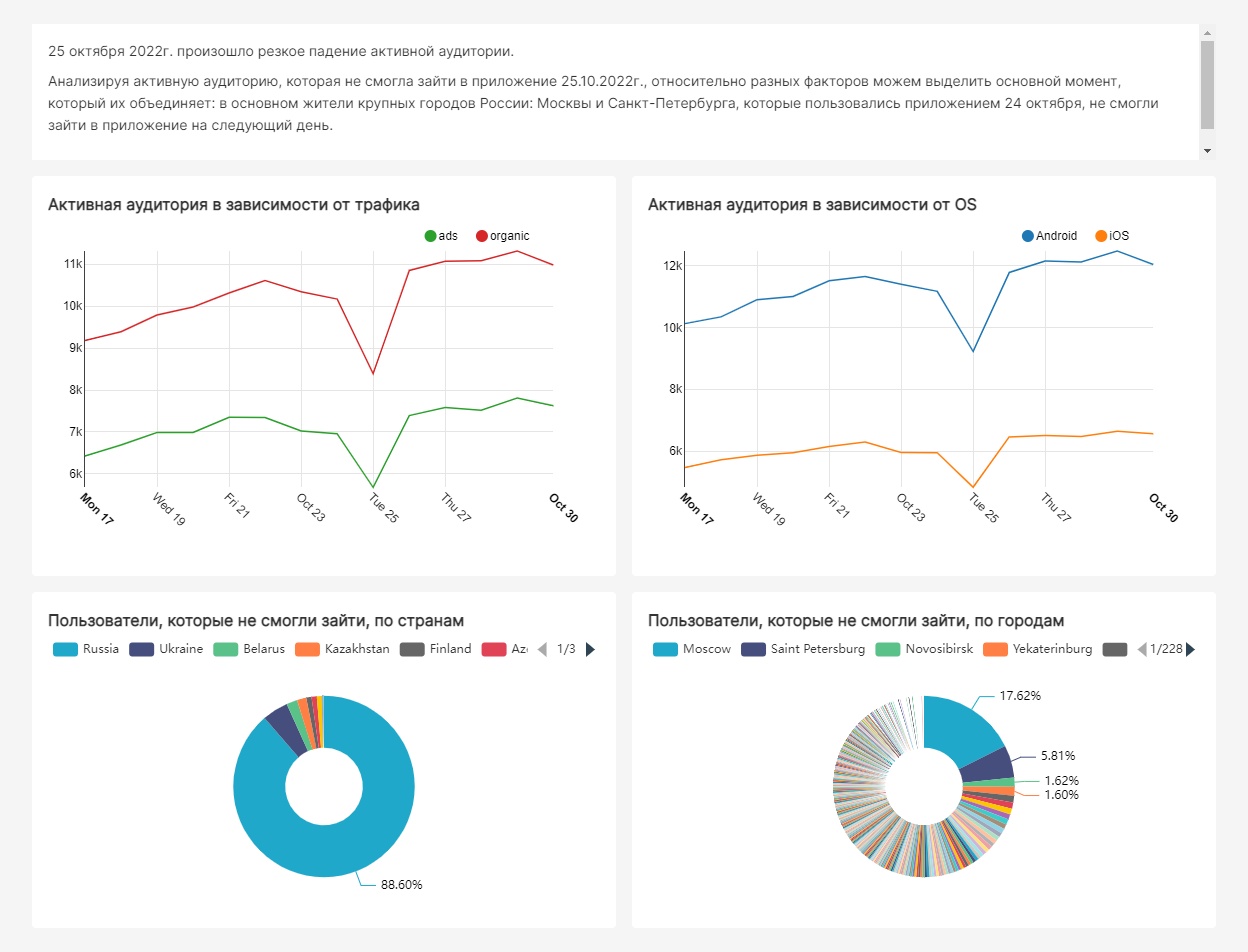 25 октября 2022г. произошло резкое падение активной аудитории.
Анализируя активную аудиторию, которая не смогла зайти в приложение 25.10.2022г., относительно разных факторов можем выделить основной момент,
который их объединяет: в основном жители крупных городов России: Москвы и Санкт-Петербурга, которые пользовались приложением 24 октября, не смогли
зайти в приложение на следующий день.
Активная аудитория в зависимости от трафика
ads organic
11k
10k
9k
8k
7k
6k
Mon 17 Wed 19 Fri 21 Oct 23 Tue 25 Thu 27 Oct 30
Активная аудитория в зависимости от OS
Android iOS
12k
10k
8k
6k
Mon 17 Wed 19 Fri 21 Oct 23 Tue 25 Thu 27 Oct 30
Пользователи, которые не смогли зайти, по странам
Russia Ukraine Belarus Kazakhstan Finland Az 1/3
88.60%
Пользователи, которые не смогли зайти, по городам
Moscow Saint Petersburg Novosibirsk Yekaterinburg 1/228
17.62%
5.81%
1.62%
1.60%